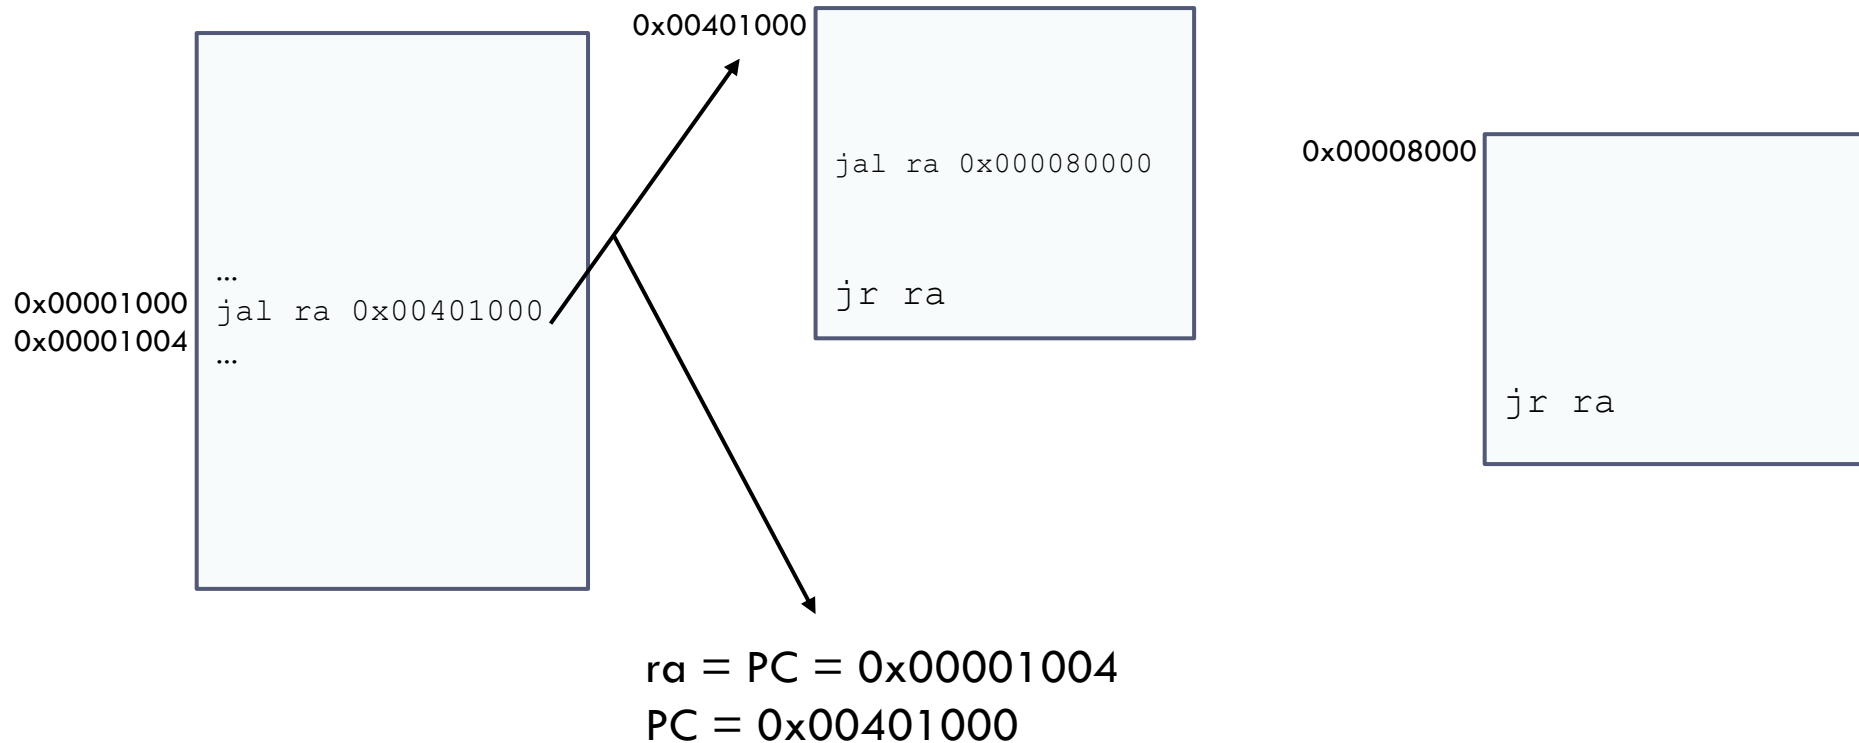 0x00401000
jal ra 0x000080000
jr ra
0x00008000
jr ra
...
0x00001000 jal ra 0x00401000
0x00001004
...
ra = PC = 0x00001004
PC = 0x00401000